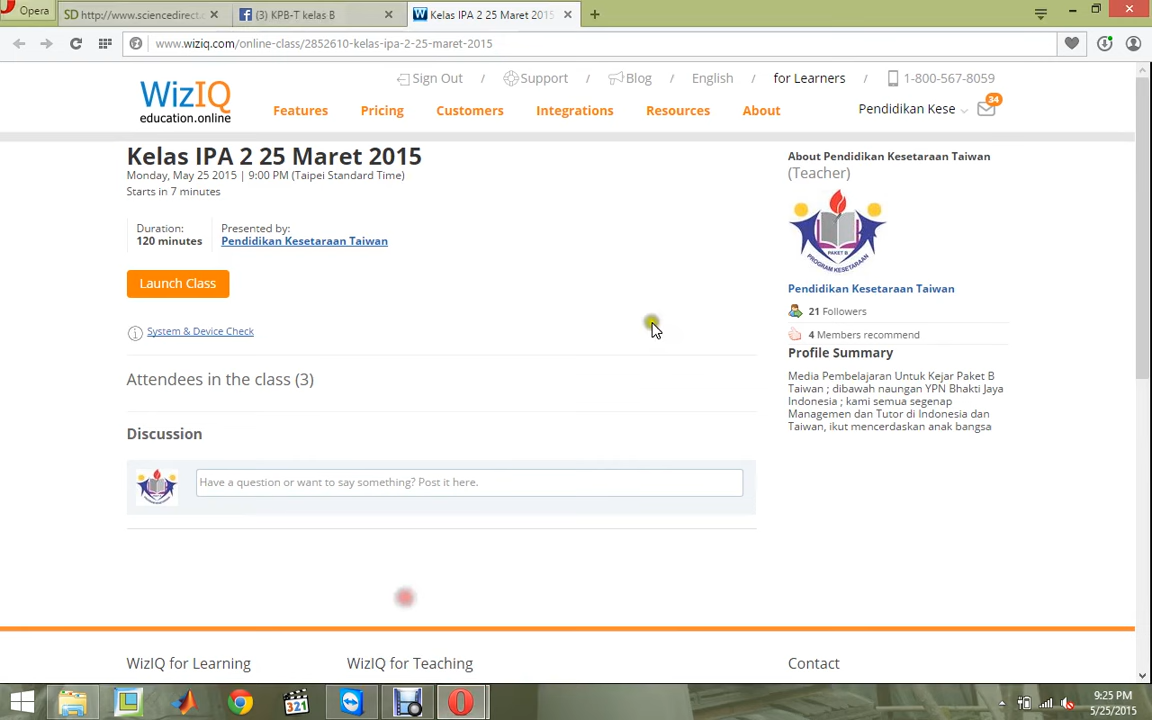 Opera
SD http://www.sciencedirect.c
(3) KPB-T kelas B
W Kelas IPA 2 25 Maret 2015
www.wiziq.com/online-class/2852610-kelas-ipa-2-25-maret-2015
Sign Out / Support / Blog / English / for Learners / 1-800-567-8059
WizIQ
education.online
Features
Pricing
Customers
Integrations
Resources
About
Pendidikan Kese
34
Kelas IPA 2 25 Maret 2015
Monday, May 25 2015 | 9:00 PM (Taipei Standard Time)
Starts in 7 minutes
Duration:
120 minutes
Presented by:
Pendidikan Kesetaraan Taiwan
Launch Class
System & Device Check
Attendees in the class (3)
Discussion
Have a question or want to say something? Post it here.
About Pendidikan Kesetaraan Taiwan
(Teacher)
PAKET B
PROGRAM KESETARAAN
Pendidikan Kesetaraan Taiwan
21 Followers
4 Members recommend
Profile Summary
Media Pembelajaran Untuk Kejar Paket B
Taiwan ; dibawah naungan YPN Bhakti Jaya
Indonesia ; kami semua segenap
Managemen dan Tutor di Indonesia dan
Taiwan, ikut mencerdaskan anak bangsa
WizIQ for Learning
WizIQ for Teaching
Contact
321
9:25 PM
5/25/2015